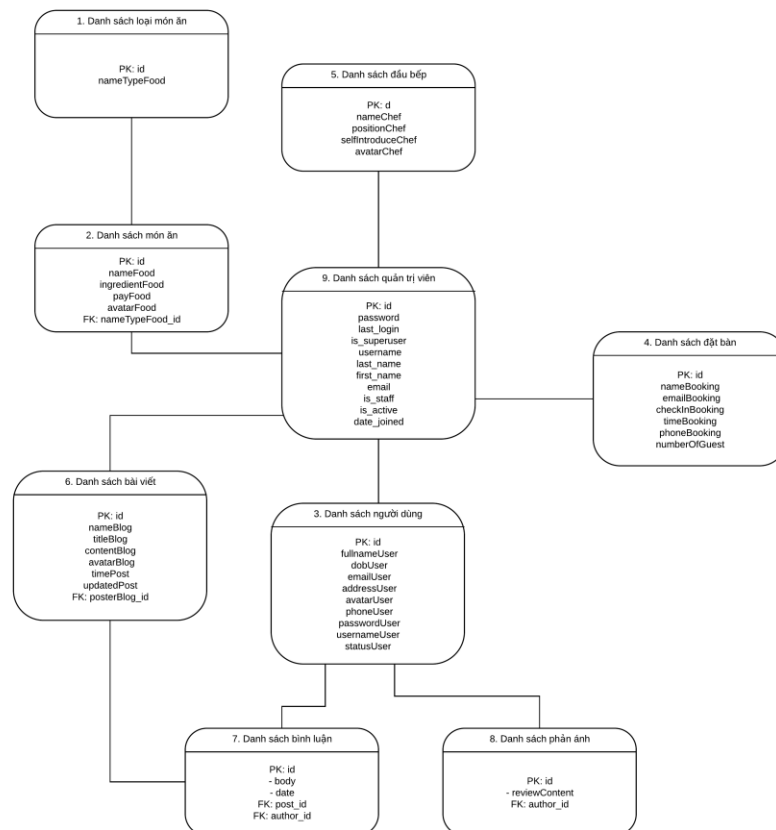 1. Danh sách loại món ăn
PK: id
nameTypeFood
5. Danh sách đầu bếp
PK: d
nameChef
positionChef
selfIntroduceChef
avatarChef
2. Danh sách món ăn
PK: id
nameFood
ingredientFood
payFood
avatarFood
FK: nameTypeFood_id
9. Danh sách quản trị viên
PK: id
password
last_login
is_superuser
username
last_name
first_name
email
is_staff
is_active
date_joined
4. Danh sách đặt bàn
PK: id
nameBooking
emailBooking
checkInBooking
timeBooking
phoneBooking
numberOfGuest
6. Danh sách bài viết
PK: id
nameBlog
titleBlog
contentBlog
avatarBlog
timePost
updatedPost
FK: posterBlog_id
3. Danh sách người dùng
PK: id
fullnameUser
dobUser
emailUser
addressUser
avatarUser
phoneUser
passwordUser
usernameUser
statusUser
7. Danh sách bình luận
PK: id
- body
- date
FK: post_id
FK: author_id
8. Danh sách phản ánh
PK: id
- reviewContent
FK: author_id